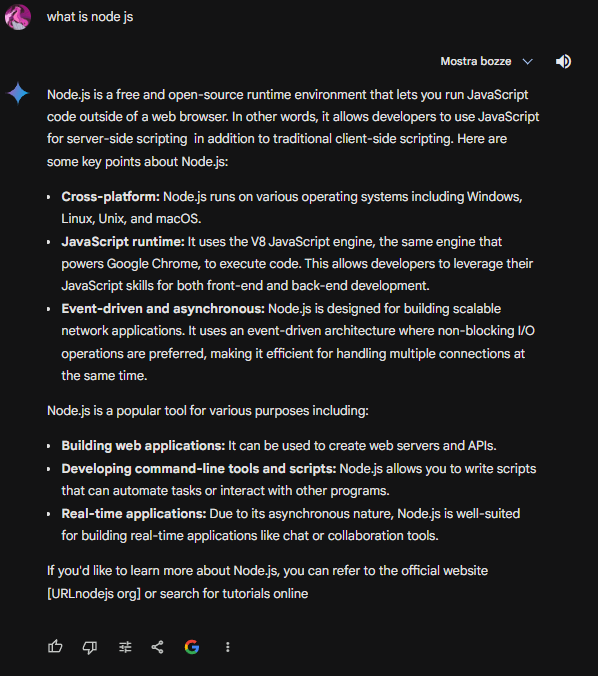 what is node js
Mostra bozze
Node.js is a free and open-source runtime environment that lets you run JavaScript
code outside of a web browser. In other words, it allows developers to use JavaScript
for server-side scripting  in addition to traditional client-side scripting. Here are
some key points about Node.js:
• Cross-platform: Node.js runs on various operating systems including Windows,
Linux, Unix, and macOS.
• JavaScript runtime: It uses the V8 JavaScript engine, the same engine that
powers Google Chrome, to execute code. This allows developers to leverage their
JavaScript skills for both front-end and back-end development.
• Event-driven and asynchronous: Node.js is designed for building scalable
network applications. It uses an event-driven architecture where non-blocking I/O
operations are preferred, making it efficient for handling multiple connections at
the same time.
Node.js is a popular tool for various purposes including:
• Building web applications: It can be used to create web servers and APIs.
• Developing command-line tools and scripts: Node.js allows you to write scripts
that can automate tasks or interact with other programs.
• Real-time applications: Due to its asynchronous nature, Node.js is well-suited
for building real-time applications like chat or collaboration tools.
If you'd like to learn more about Node.js, you can refer to the official website
[URLnodejs org] or search for tutorials online